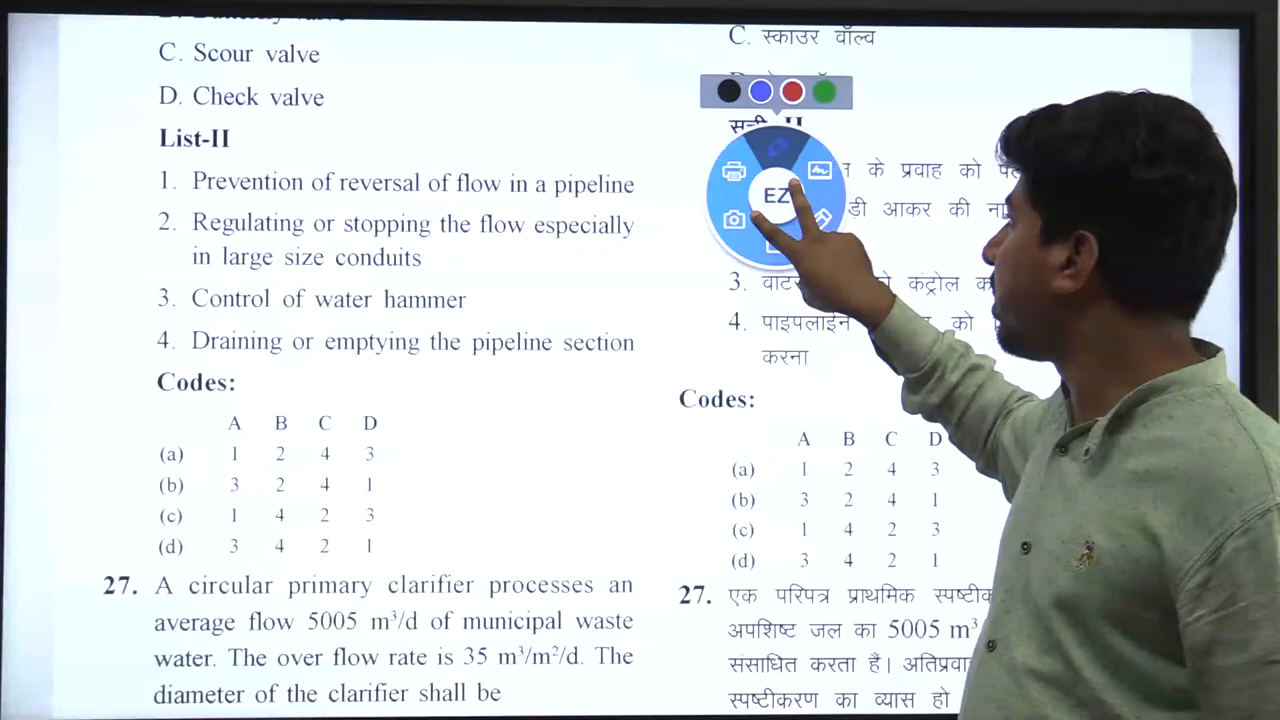 C. Scour valve
D. Check valve
List-II
1. Prevention of reversal of flow in a pipeline
2. Regulating or stopping the flow especially
in large size conduits
3. Control of water hammer
4. Draining or emptying the pipeline section
Codes:
A B C D
(a) 1 2 4 3
(b) 3 2 4 1
(c) 1 4 2 3
(d) 3 4 2 1
27. A circular primary clarifier processes an
average flow 5005 m³/d of municipal waste
water. The over flow rate is 35 m³/m²/d. The
diameter of the clarifier shall be
C. स्काउर वॉल्व
II
EZ
के प्रवाह को
आकर की
3. कंट्रोल
4. पाइपलाईन को
करना
Codes:
A B C D
(a) 1 2 4 3
(b) 3 2 4 1
(c) 1 4 2 3
(d) 3 4 2 1
27. एक परिपत्र प्राथमिक
अपशिष्ट जल का 5005 m³
संसाधित करता हैं।
स्पष्टीकरण का व्यास हो